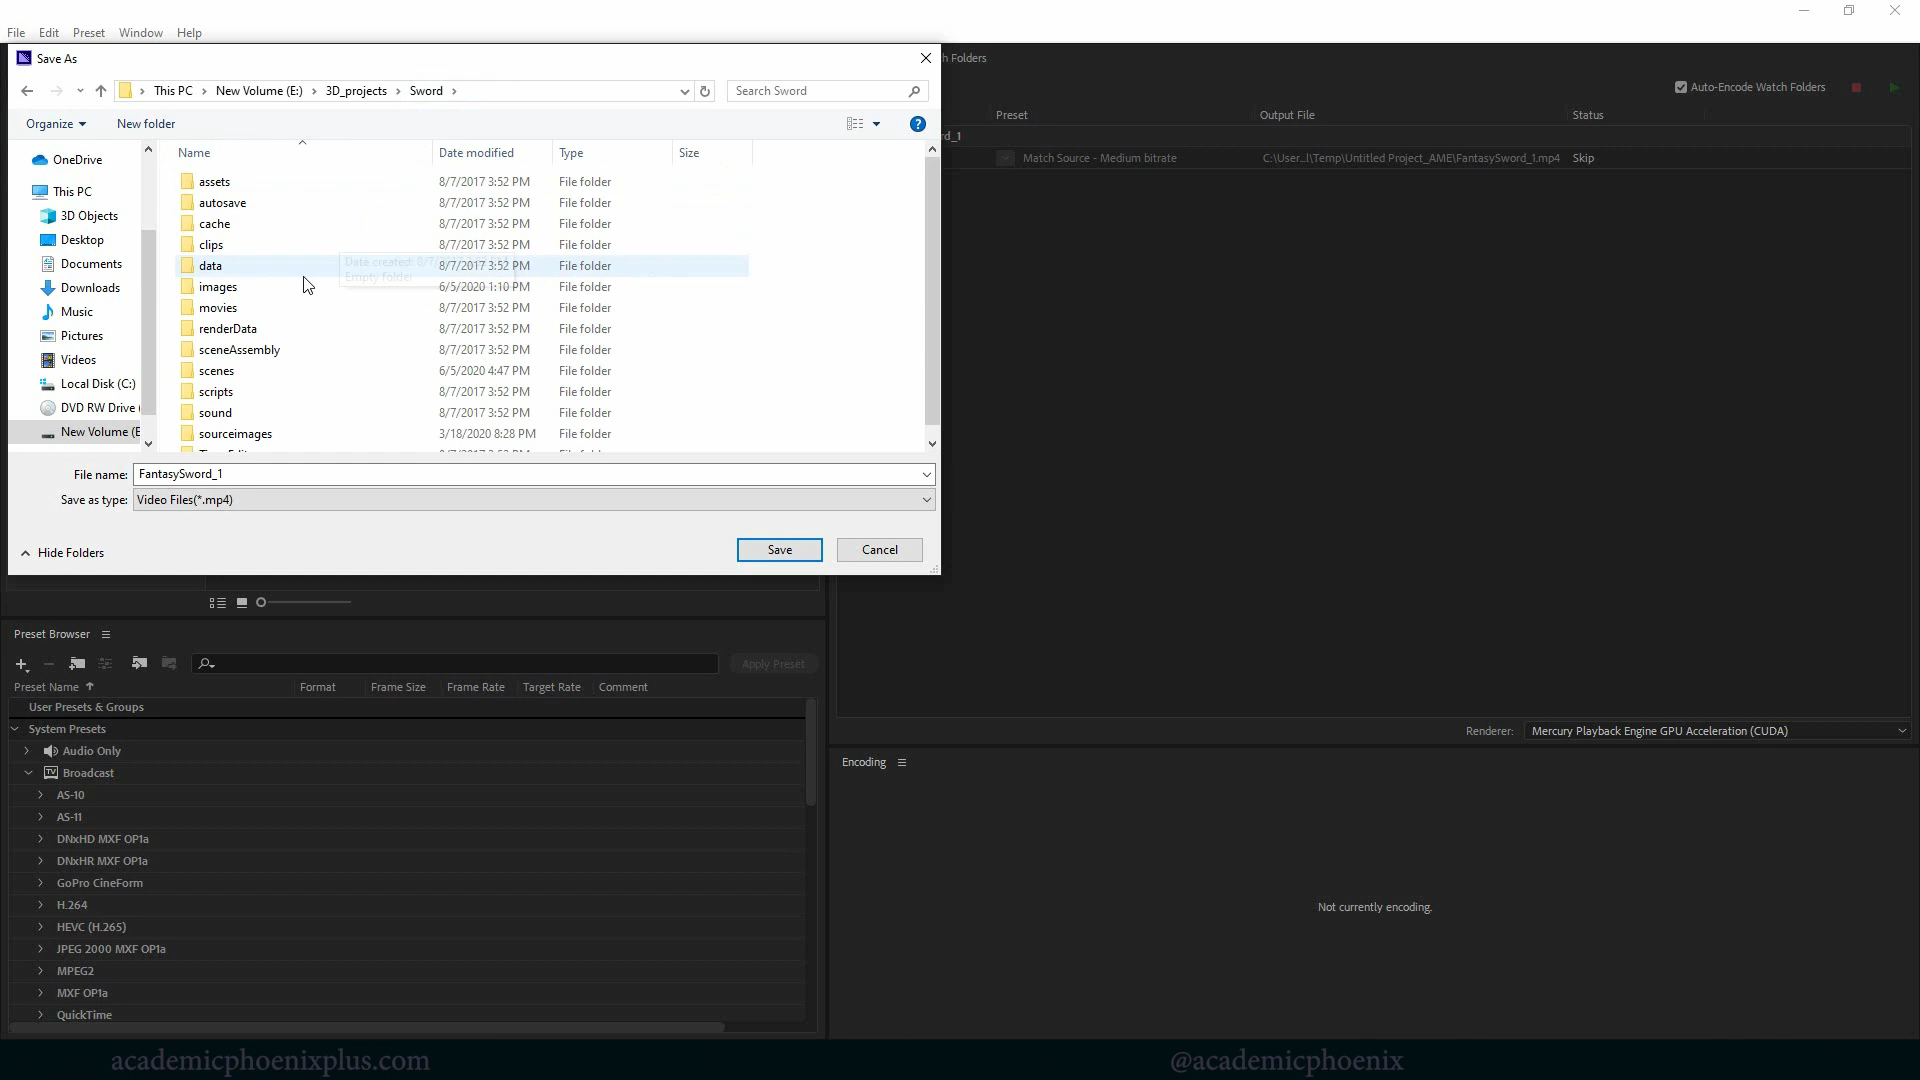 File Edit Preset Window Help
Save As
This PC New Volume (E:) 3D_projects Sword
Search Sword
Organize New folder
OneDrive
This PC
3D Objects
Desktop
Documents
Downloads
Music
Pictures
Videos
Local Disk (C:)
DVD RW Drive
New Volume (E
Name Date modified Type Size
assets 8/7/2017 3:52 PM File folder
autosave 8/7/2017 3:52 PM File folder
cache 8/7/2017 3:52 PM File folder
clips 8/7/2017 3:52 PM File folder
data 8/7/2017 3:52 PM File folder
Date created: 8/7
Empty folder
images 6/5/2020 1:10 PM File folder
movies 8/7/2017 3:52 PM File folder
renderData 8/7/2017 3:52 PM File folder
sceneAssembly 8/7/2017 3:52 PM File folder
scenes 6/5/2020 4:47 PM File folder
scripts 8/7/2017 3:52 PM File folder
sound 8/7/2017 3:52 PM File folder
sourceimages 3/18/2020 8:28 PM File folder
File name: FantasySword_1
Save as type: Video Files(*.mp4)
Hide Folders
Save Cancel
h Folders
Auto-Encode Watch Folders
Preset Output File Status
rd_1
Match Source - Medium bitrate C:\User...l\Temp\Untitled Project_AME\FantasySword_1.mp4 Skip
Renderer: Mercury Playback Engine GPU Acceleration (CUDA)
Preset Browser
Apply Preset
Preset Name Format Frame Size Frame Rate Target Rate Comment
User Presets & Groups
System Presets
Audio Only
TV Broadcast
AS-10
AS-11
DNxHD MXF OP1a
DNxHR MXF OP1a
GoPro CineForm
H.264
HEVC (H.265)
JPEG 2000 MXF OP1a
MPEG2
MXF OP1a
QuickTime
Encoding
Not currently encoding.
academicphoenixplus.com
@academicphoenix